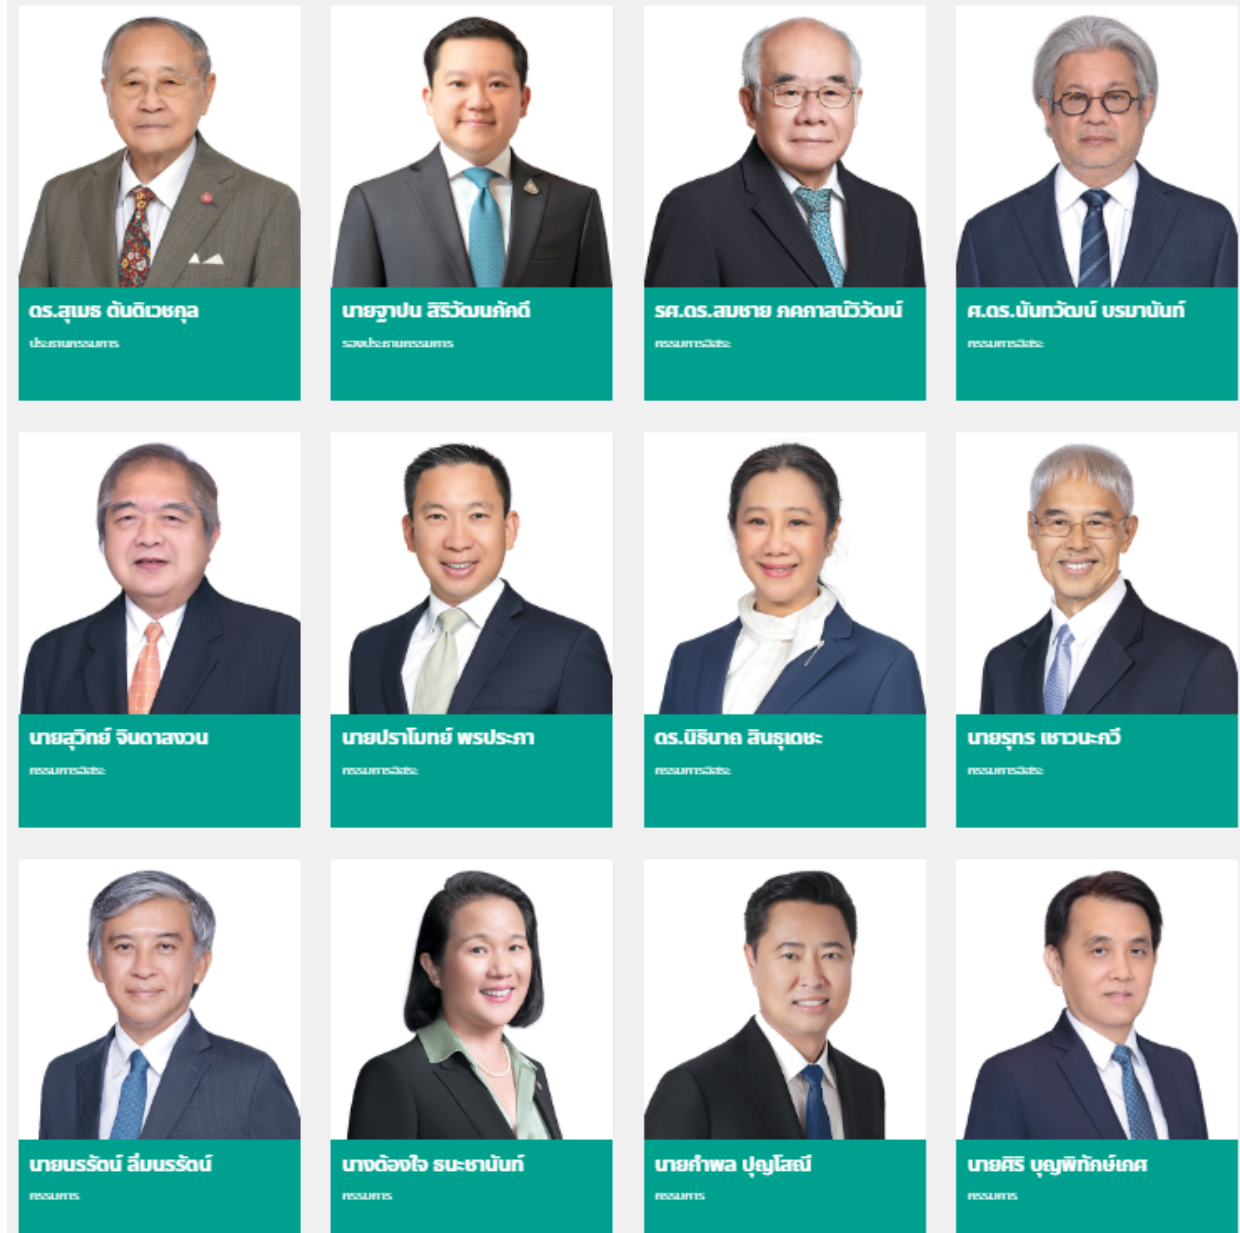 ดร.สุเมธ ตันติเวชกุล
ประธานกรรมการ
นายฐาปน สิริวัฒนภักดี
รองประธานกรรมการ
รศ.ดร.สมชาย ภคภาสน์วิวัฒน์
กรรมการอิสระ
ศ.ดร.นันทวัฒน์ บรมานันท์
กรรมการอิสระ
นายสุวิทย์ จินดาสงวน
กรรมการอิสระ
นายปราโมทย์ พรประภา
กรรมการอิสระ
ดร.นิธินาถ สินธุเดชะ
กรรมการอิสระ
นายรุทร เชาวนะกวี
กรรมการอิสระ
นายนรรัตน์ ลิ่มนรรัตน์
กรรมการ
นางต้องใจ ธนะชานันท์
กรรมการ
นายกำพล ปุญโสณี
กรรมการ
นายศิริ บุญพิทักษ์เกศ
กรรมการ